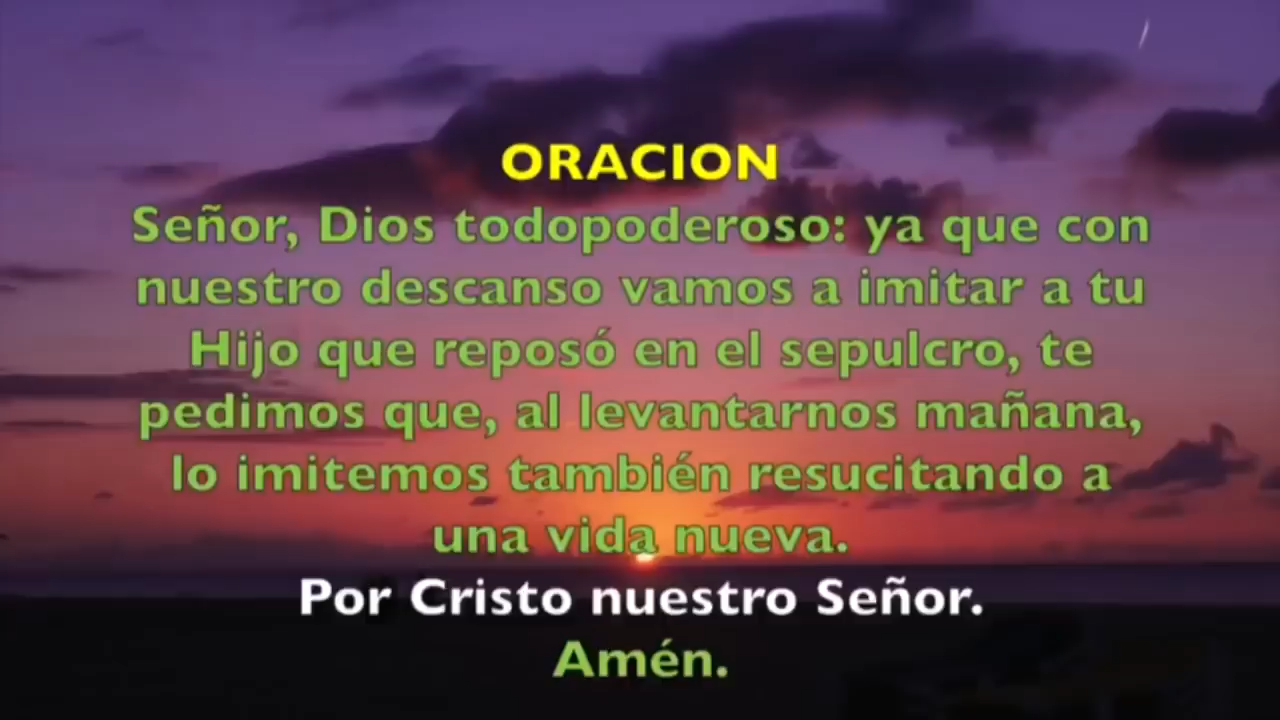 ORACION
Señor, Dios todopoderoso: ya que con
nuestro descanso vamos a imitar a tu
Hijo que reposó en el sepulcro, te
pedimos que, al levantarnos mañana,
lo imitemos también resucitando a
una vida nueva.
Por Cristo nuestro Señor.
Amén.